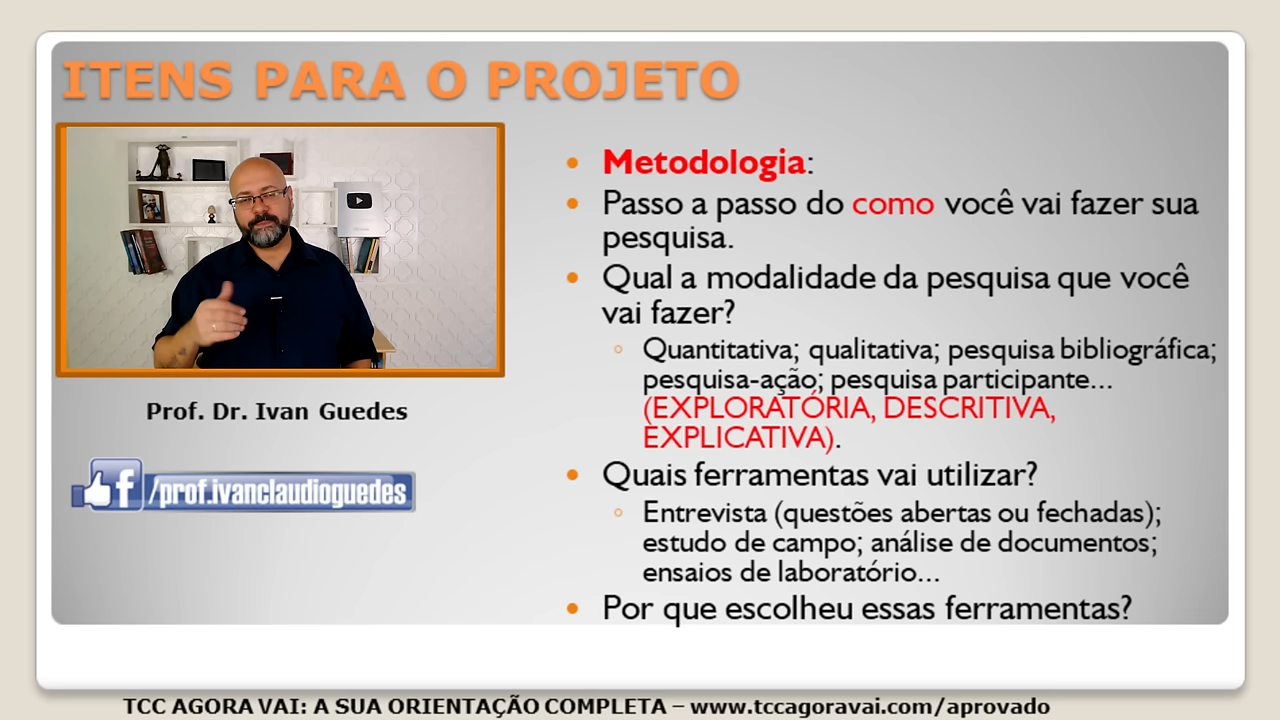 ITENS PARA O PROJETO
Metodologia:
Passo a passo do como você vai fazer sua
pesquisa.
Qual a modalidade da pesquisa que você
vai fazer?
Quantitativa; qualitativa; pesquisa bibliográfica;
pesquisa-ação; pesquisa participante...
(EXPLORATÓRIA, DESCRITIVA,
EXPLICATIVA).
Quais ferramentas vai utilizar?
Entrevista (questões abertas ou fechadas);
estudo de campo; análise de documentos;
ensaios de laboratório...
Por que escolheu essas ferramentas?
Prof. Dr. Ivan Guedes
f /prof.ivanclaudioguedes
TCC AGORA VAI: A SUA ORIENTAÇÃO COMPLETA – www.tccagoravai.com/aprovado